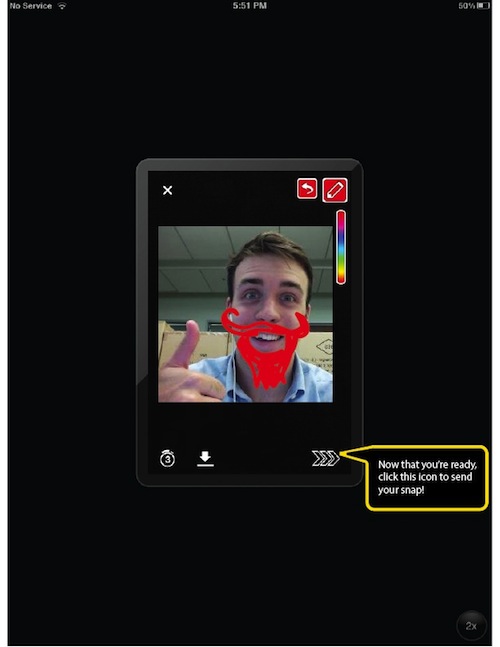 No Service
5:51 PM
50%
3
Now that you're ready,
click this icon to send
your snap!
2x